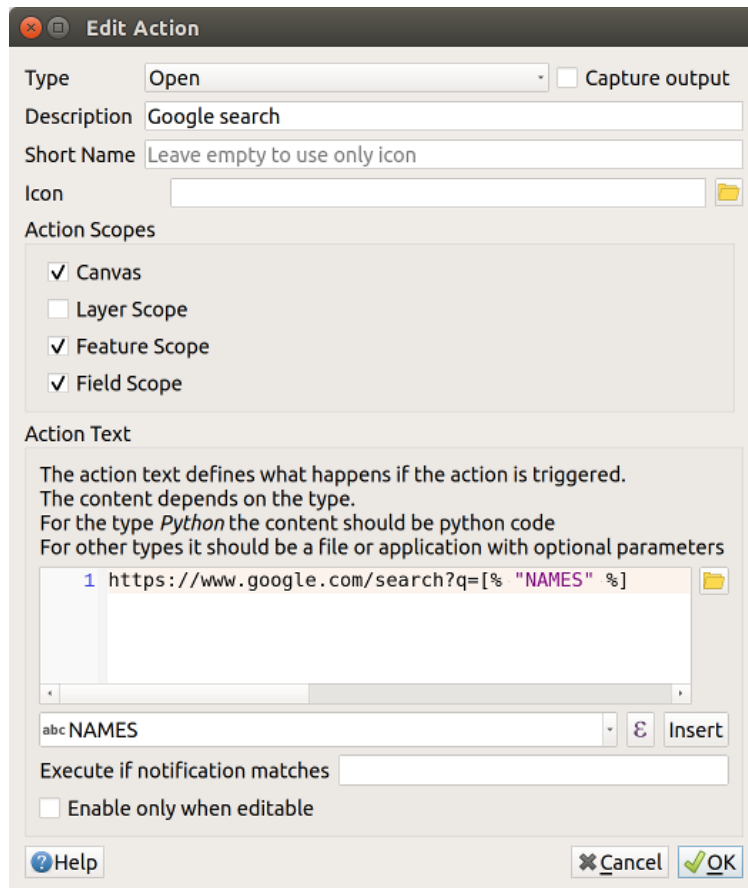 Edit Action
Type Open Capture output
Description Google search
Short Name Leave empty to use only icon
Icon
Action Scopes
Canvas
Layer Scope
Feature Scope
Field Scope
Action Text
The action text defines what happens if the action is triggered.
The content depends on the type.
For the type Python the content should be python code
For other types it should be a file or application with optional parameters
1 https://www.google.com/search?q=[% "NAMES" %]
abc NAMES ε Insert
Execute if notification matches
Enable only when editable
Help Cancel OK